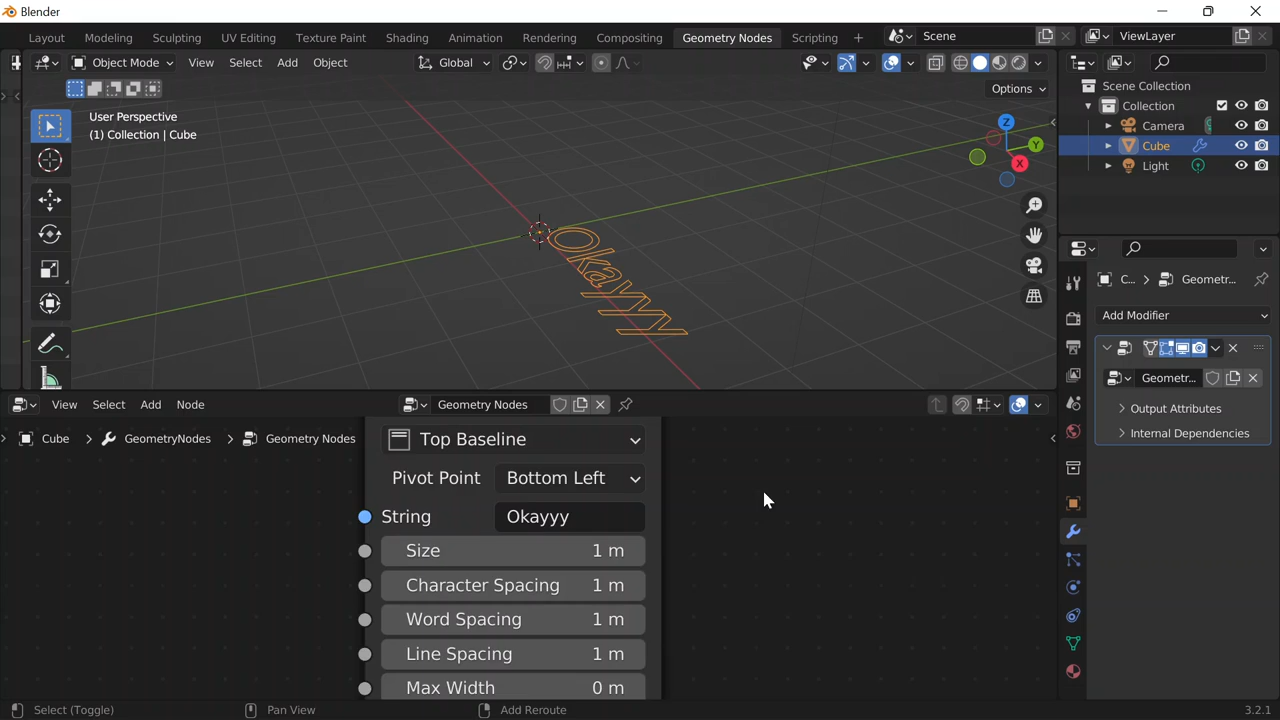 Blender
Layout Modeling Sculpting UV Editing Texture Paint Shading Animation Rendering Compositing Geometry Nodes Scripting + Scene ViewLayer
Object Mode View Select Add Object Global
Options
User Perspective
(1) Collection | Cube
Z
Y
X
Okayyy
Scene Collection
Collection
Camera
Cube
Light
C... > Geometr...
Add Modifier
Geometr...
Output Attributes
Internal Dependencies
View Select Add Node Geometry Nodes
Cube > GeometryNodes > Geometry Nodes
Top Baseline
Pivot Point Bottom Left
String Okayyy
Size 1 m
Character Spacing 1 m
Word Spacing 1 m
Line Spacing 1 m
Max Width 0 m
Select (Toggle) Pan View Add Reroute 3.2.1